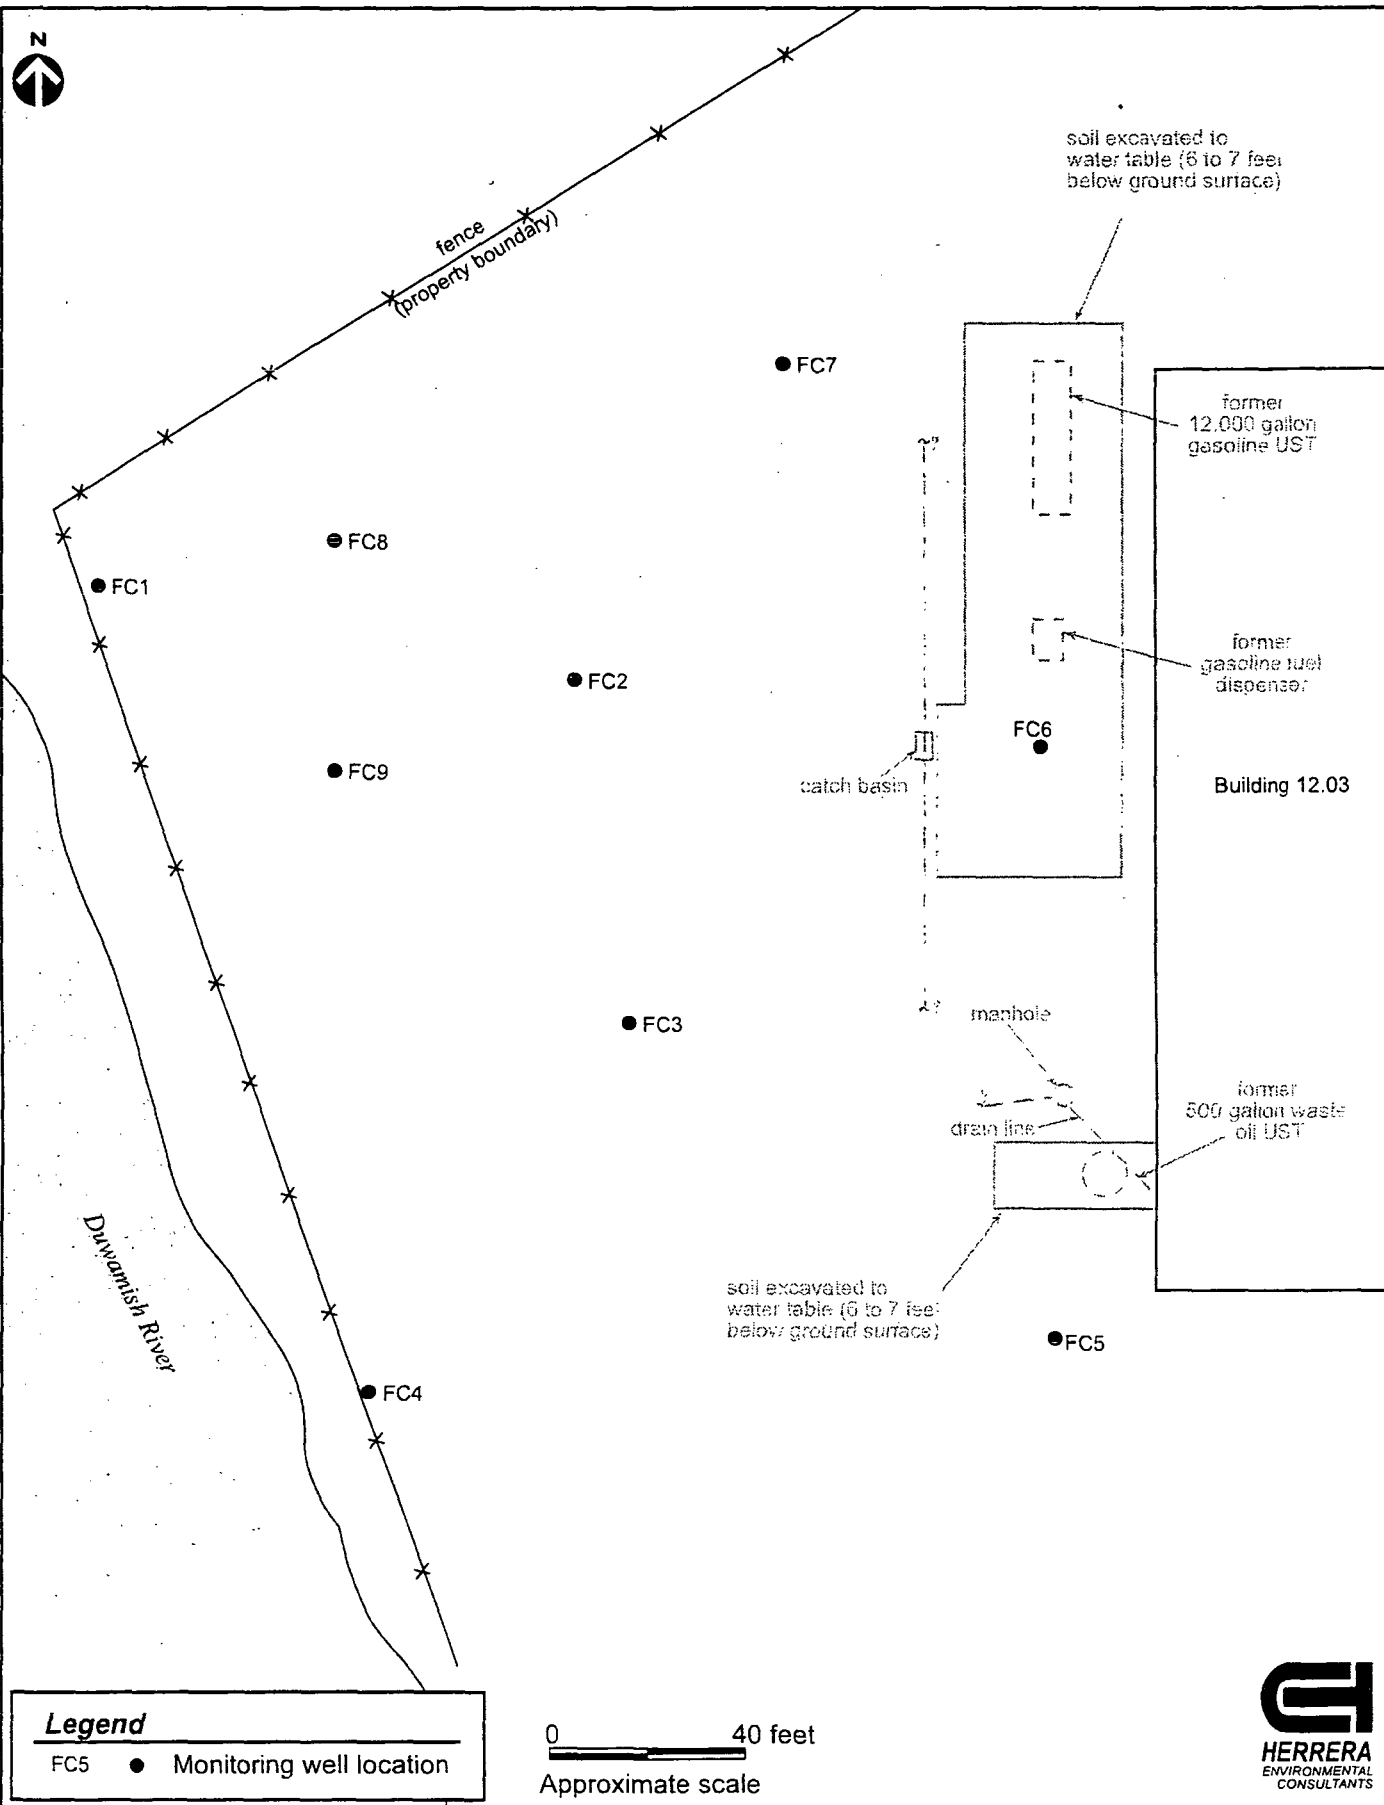 N
soil excavated to
water table (6 to 7 feet
below ground surface)
fence
(property boundary)
FC7
former
12,000 gallon
gasoline UST
?
FC8
FC1
former
gasoline fuel
dispenser
FC2
FC6
FC9
catch basin
Building 12.03
?
manhole
FC3
?
former
500 gallon waste
oil UST
drain line
Duwamish River
soil excavated to
water table (6 to 7 feet
below ground surface)
FC5
FC4
Legend
FC5 Monitoring well location
0 40 feet
Approximate scale
HERRERA
ENVIRONMENTAL
CONSULTANTS